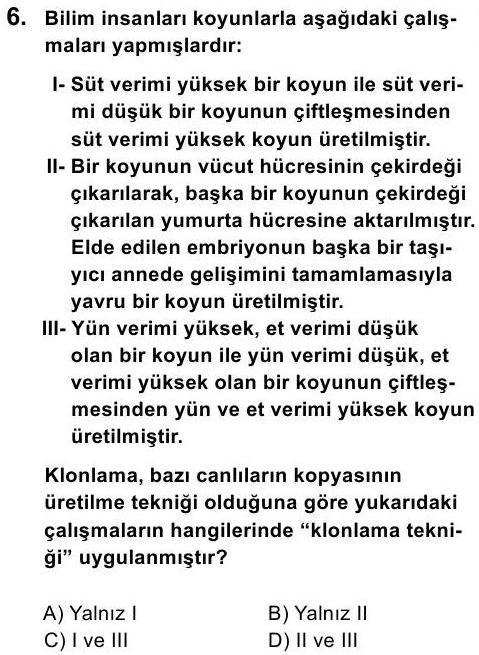 6. Bilim insanları koyunlarla aşağıdaki çalış-
maları yapmışlardır:
I- Süt verimi yüksek bir koyun ile süt veri-
mi düşük bir koyunun çiftleşmesinden
süt verimi yüksek koyun üretilmiştir.
II- Bir koyunun vücut hücresinin çekirdeği
çıkarılarak, başka bir koyunun çekirdeği
çıkarılan yumurta hücresine aktarılmıştır.
Elde edilen embriyonun başka bir taşı-
yıcı annede gelişimini tamamlamasıyla
yavru bir koyun üretilmiştir.
III- Yün verimi yüksek, et verimi düşük
olan bir koyun ile yün verimi düşük, et
verimi yüksek olan bir koyunun çiftleş-
mesinden yün ve et verimi yüksek koyun
üretilmiştir.
Klonlama, bazı canlıların kopyasının
üretilme tekniği olduğuna göre yukarıdaki
çalışmaların hangilerinde “klonlama tekni-
ği” uygulanmıştır?
A) Yalnız I B) Yalnız II
C) I ve III D) II ve III